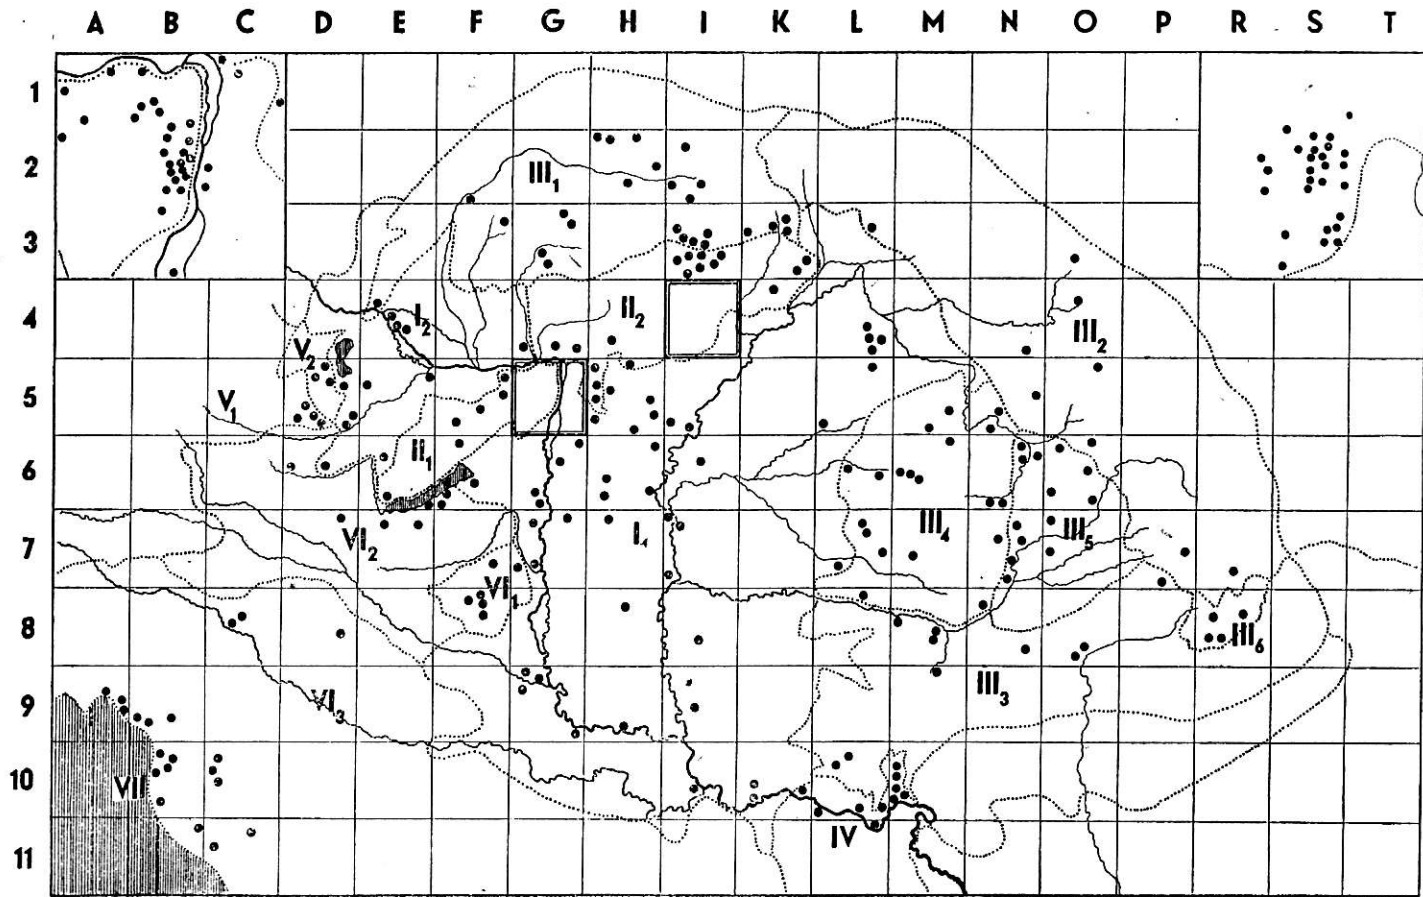 A B C D E F G H I K L M N O P R S T
1
2
III₁
3
4
I₂ II₂ III₂
V₂
5
V₁
6
II₁
7
VI₂ I₁ III₄ III₅
VI₁
8
III₆
9
VI₃ III₃
10
VII
IV
11